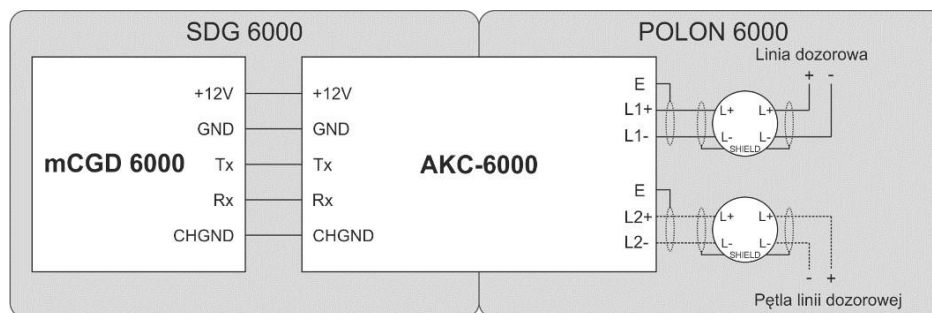 SDG 6000
POLON 6000
Linia dozorowa
+ -
mCGD 6000
+12V
GND
Tx
Rx
CHGND
AKC-6000
+12V
GND
Tx
Rx
CHGND
E
L1+
L1-
L+ L+
L- L-
SHIELD
E
L2+
L2-
L+ L+
L- L-
SHIELD
- +
Pętla linii dozorowej